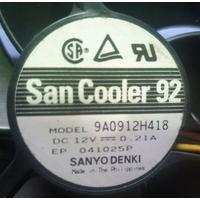 San Cooler 92
MODEL 9A0912H418
DC 12V⎓0.21A
EP 041025P
SANYO DENKI
Made in The Philippines